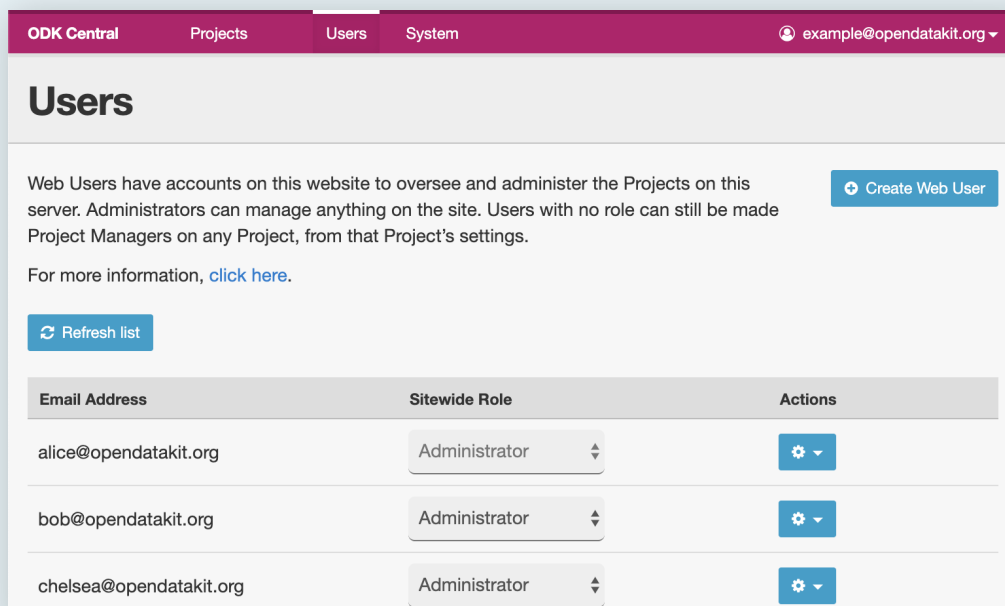 ODK Central Projects Users System example@opendatakit.org
Users
Web Users have accounts on this website to oversee and administer the Projects on this
server. Administrators can manage anything on the site. Users with no role can still be made
Project Managers on any Project, from that Project’s settings.
Create Web User
For more information, click here.
Refresh list
Email Address Sitewide Role Actions
alice@opendatakit.org Administrator
bob@opendatakit.org Administrator
chelsea@opendatakit.org Administrator